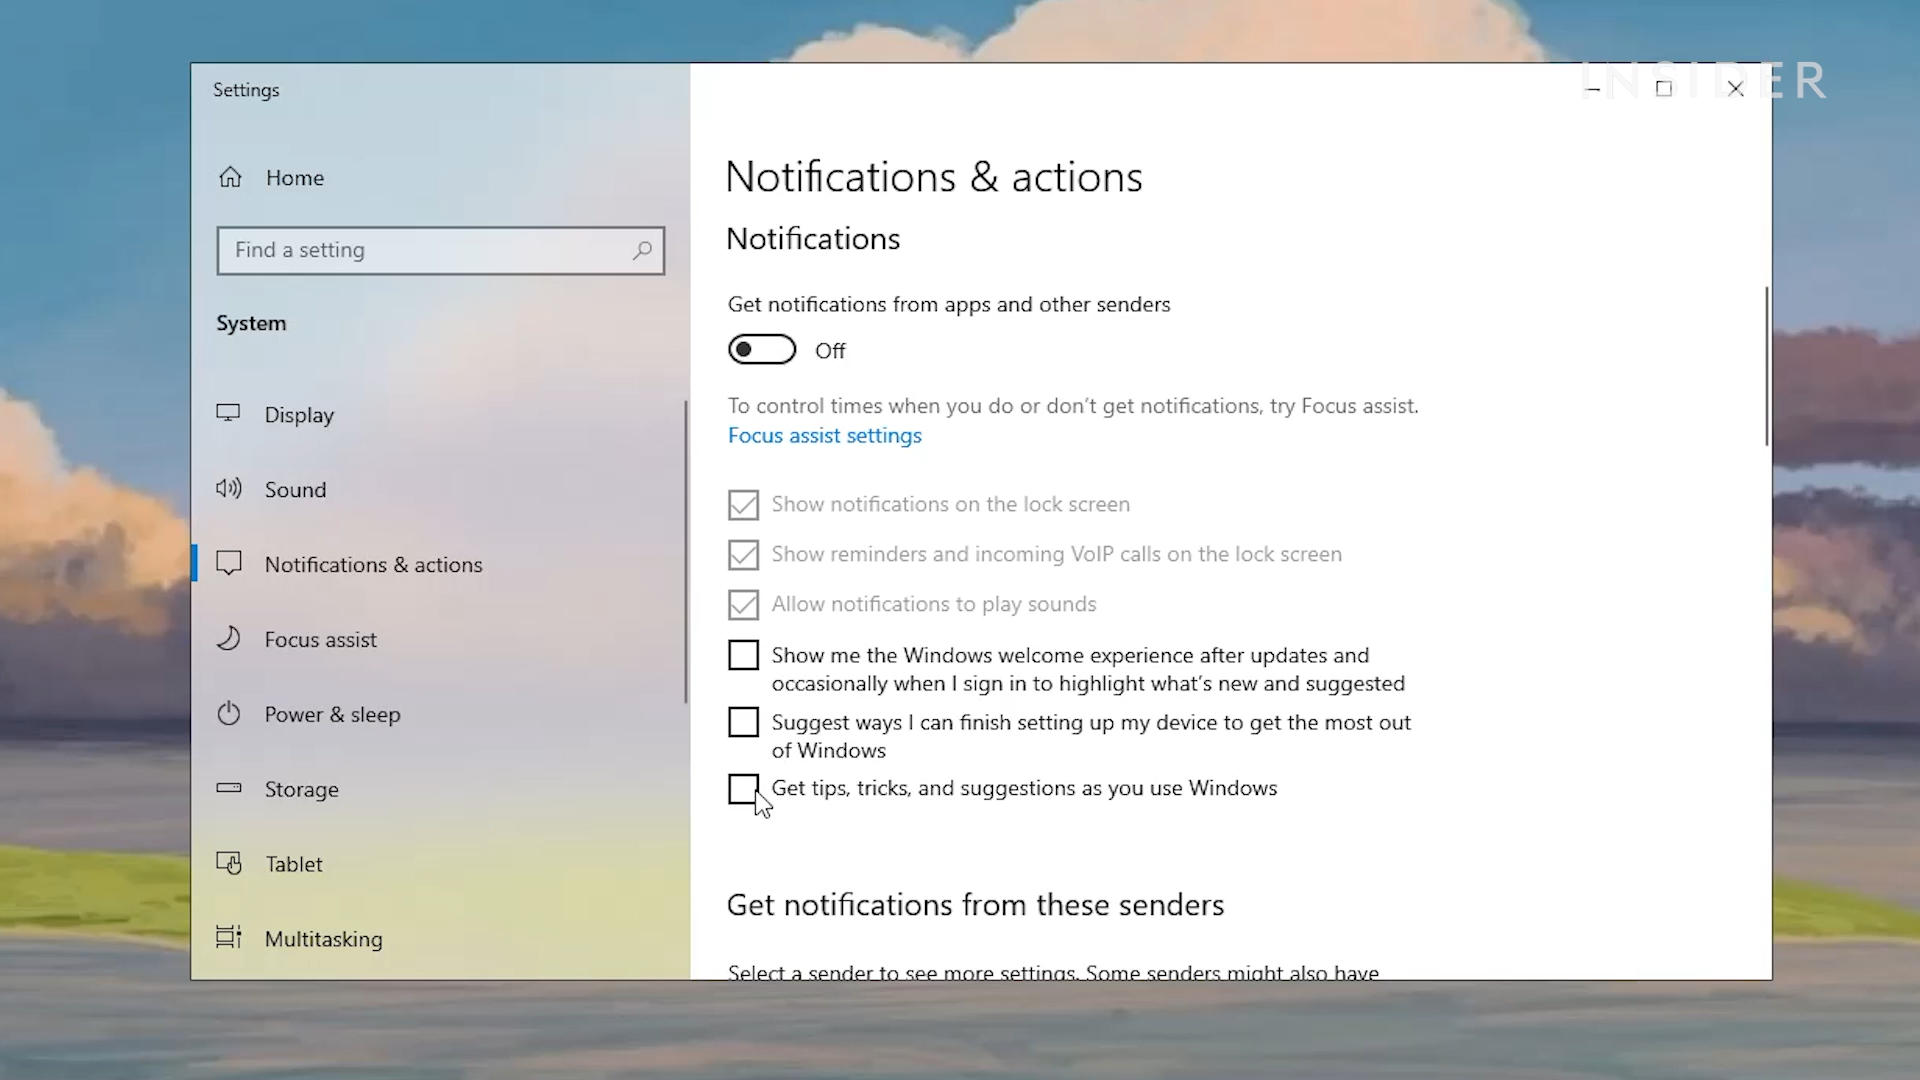 INSIDER
Settings
Home
Find a setting
System
Display
Sound
Notifications & actions
Focus assist
Power & sleep
Storage
Tablet
Multitasking
Notifications & actions
Notifications
Get notifications from apps and other senders
Off
To control times when you do or don't get notifications, try Focus assist.
Focus assist settings
Show notifications on the lock screen
Show reminders and incoming VoIP calls on the lock screen
Allow notifications to play sounds
Show me the Windows welcome experience after updates and
occasionally when I sign in to highlight what's new and suggested
Suggest ways I can finish setting up my device to get the most out
of Windows
Get tips, tricks, and suggestions as you use Windows
Get notifications from these senders
Select a sender to see more settings. Some senders might also have